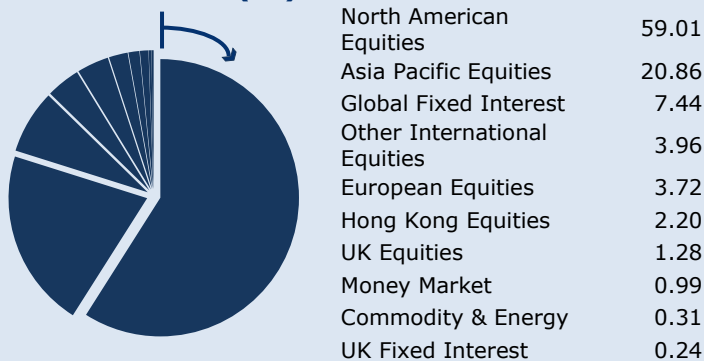 North American
Equities 59.01
Asia Pacific Equities 20.86
Global Fixed Interest 7.44
Other International
Equities 3.96
European Equities 3.72
Hong Kong Equities 2.20
UK Equities 1.28
Money Market 0.99
Commodity & Energy 0.31
UK Fixed Interest 0.24